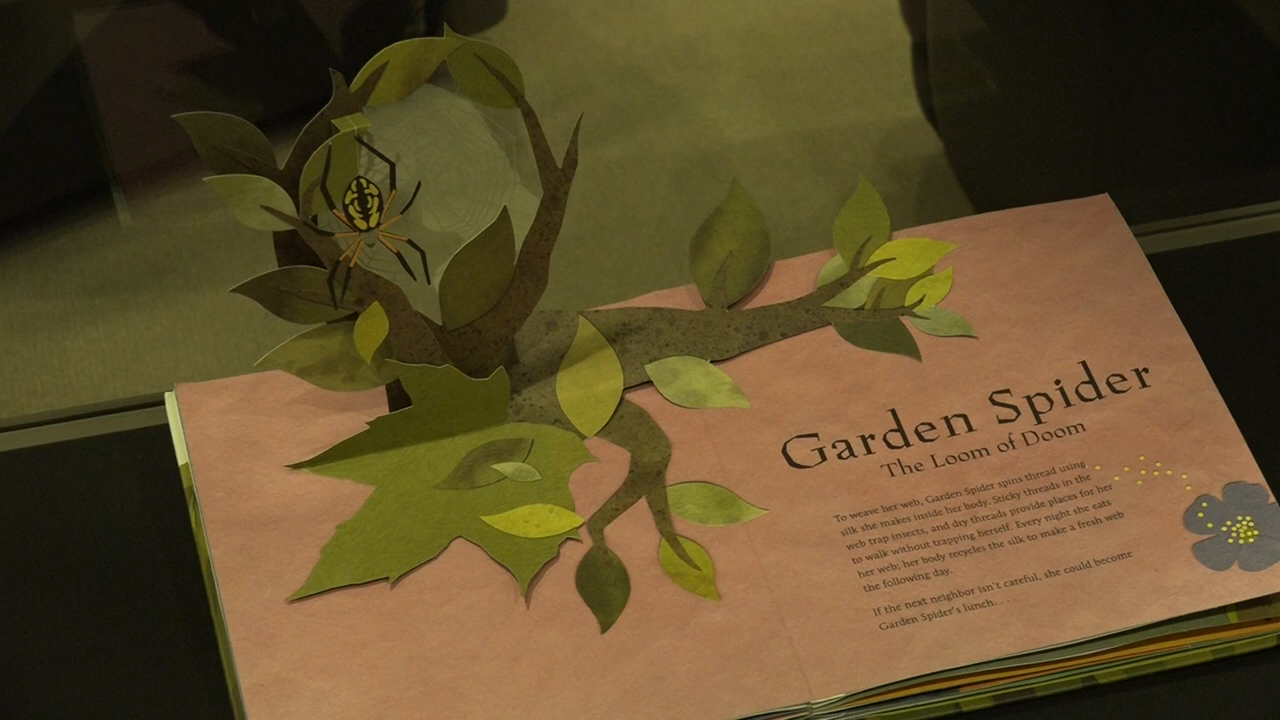 Garden Spider
The Loom of Doom
To weave her web, Garden Spider spins thread using
silk she makes inside her body. Sticky threads in the
web trap insects, and dry threads provide places for her
to walk without trapping herself. Every night she eats
her web; her body recycles the silk to make a fresh web
the following day.
If the next neighbor isn't careful, she could become
Garden Spider's lunch. . . .